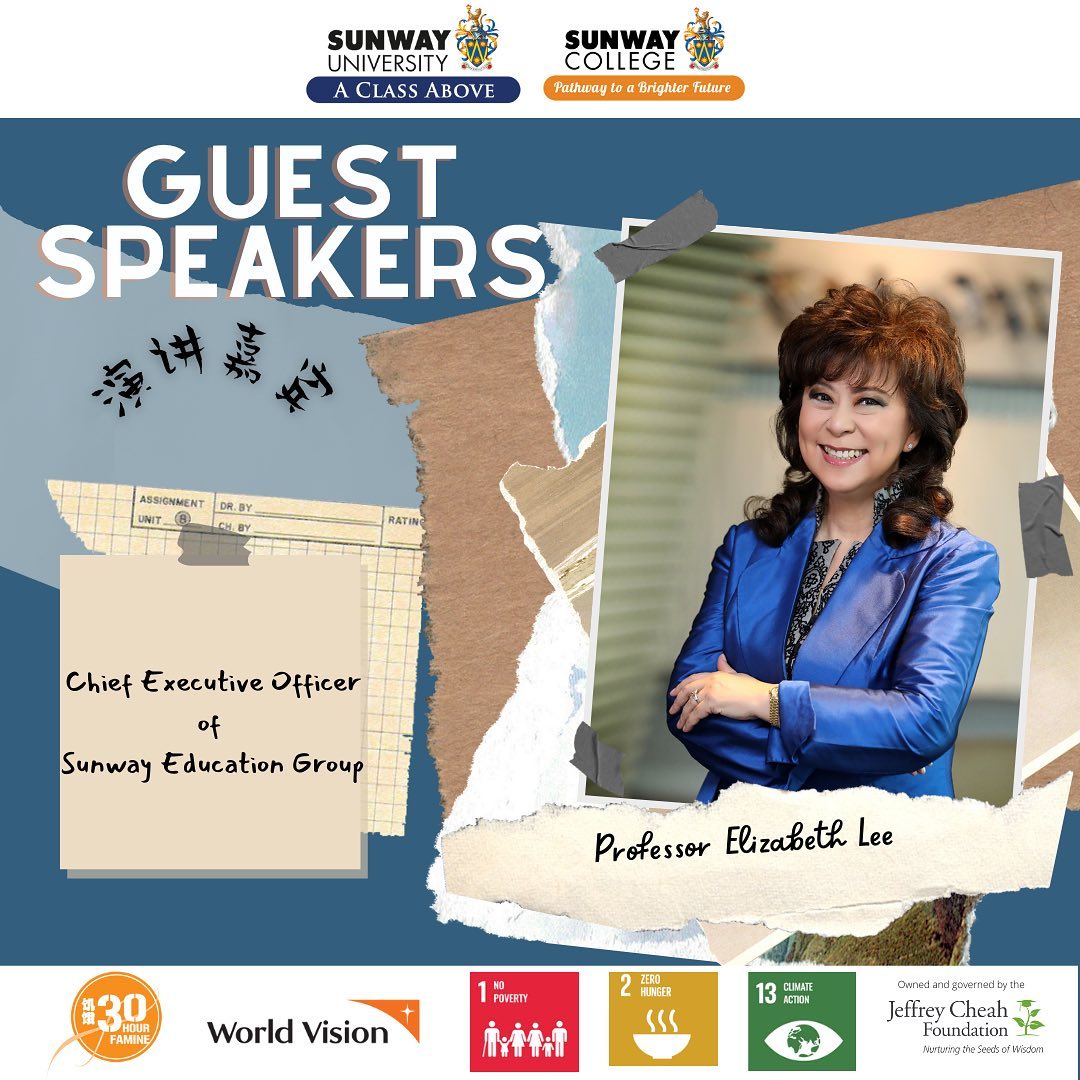 SUNWAY
UNIVERSITY
A CLASS ABOVE
SUNWAY
COLLEGE
Pathway to a Brighter Future
GUEST
SPEAKERS
演讲嘉宾
ASSIGNMENT
DR. BY
UNIT
8
CH. BY
RATING
Chief Executive Officer
of
Sunway Education Group
Professor Elizabeth Lee
饥饿30
HOUR
FAMINE
World Vision
1 NO
POVERTY
2 ZERO
HUNGER
13 CLIMATE
ACTION
Owned and governed by the
Jeffrey Cheah
Foundation
Nurturing the Seeds of Wisdom